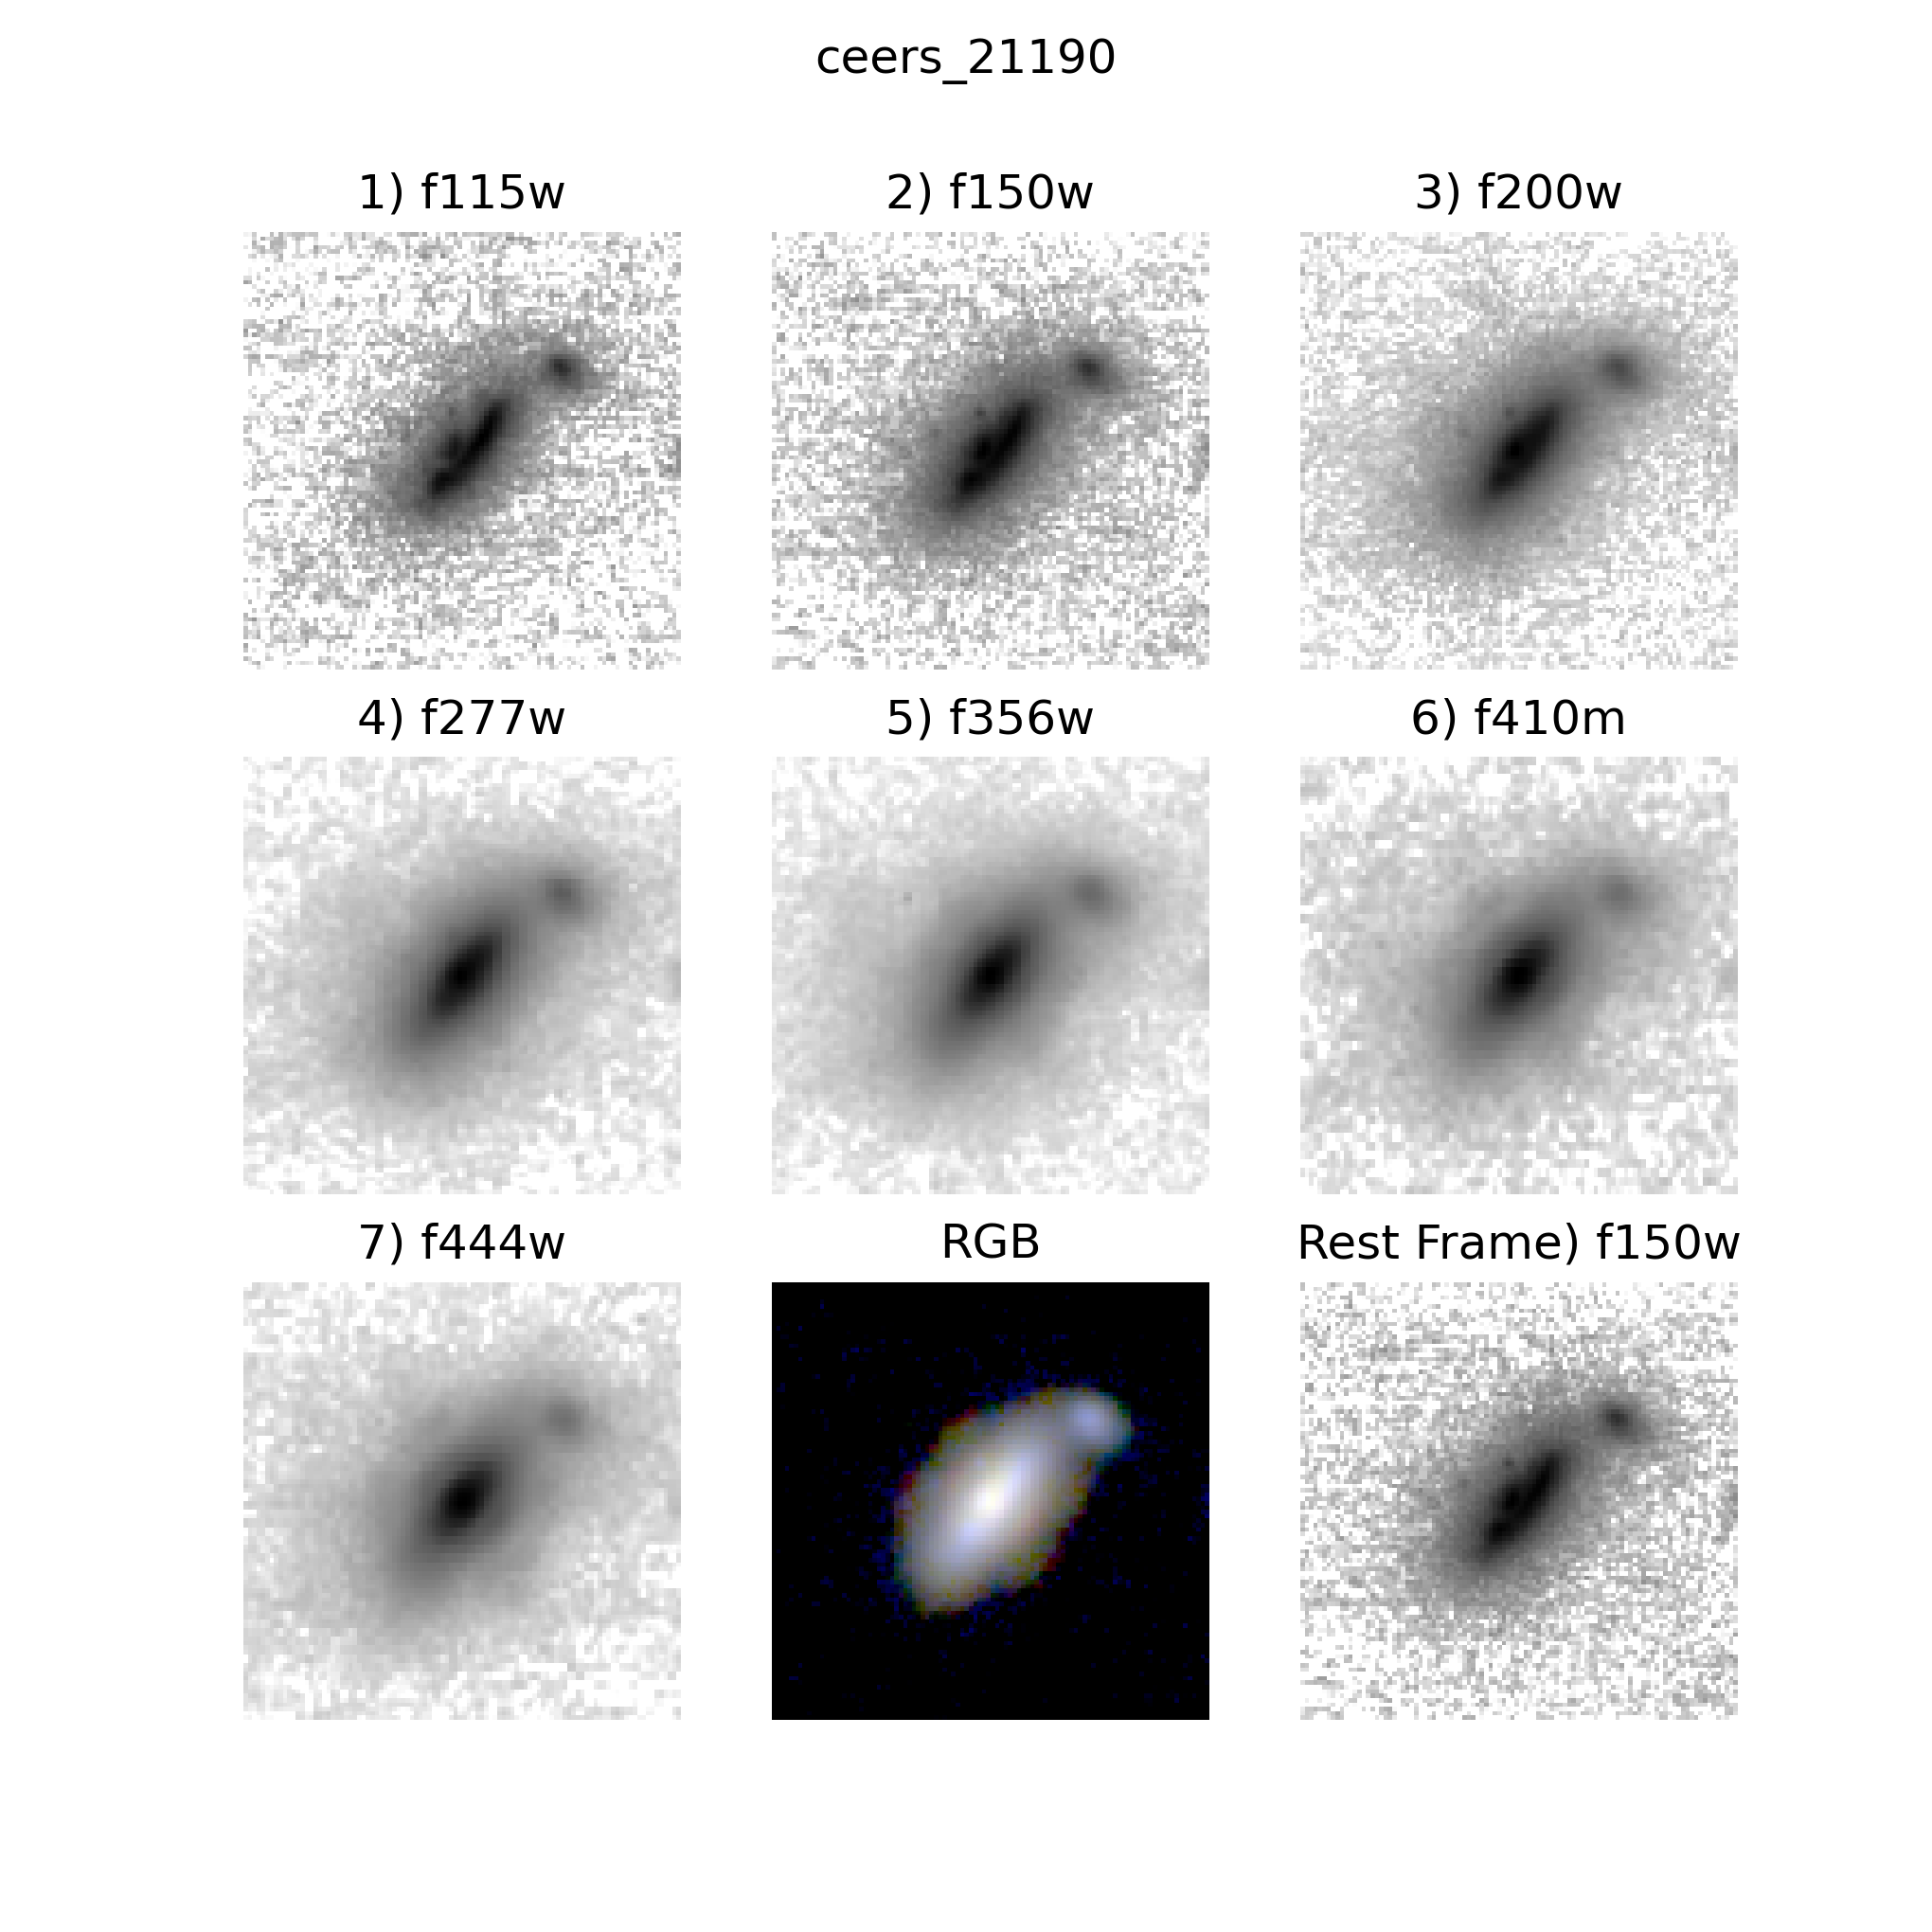 ceers_21190
1) f115w
2) f150w
3) f200w
4) f277w
5) f356w
6) f410m
7) f444w
RGB
Rest Frame) f150w